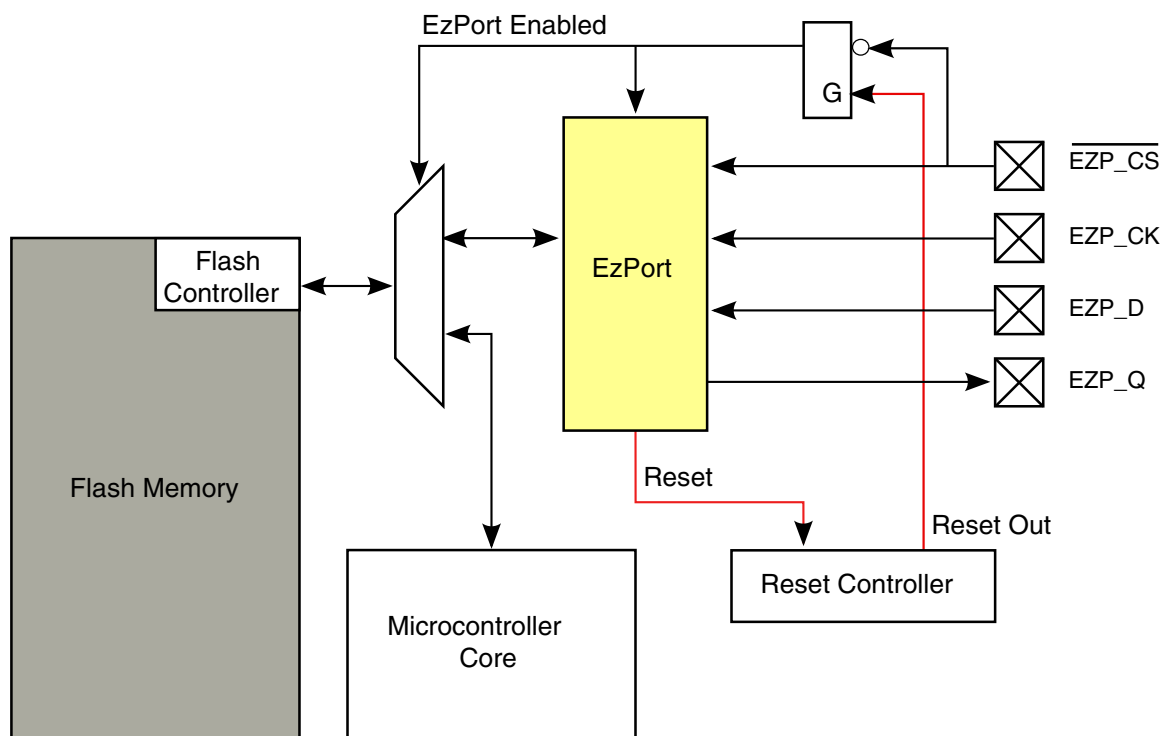 EzPort Enabled
G
EZP_CS
Flash
Controller
EzPort
EZP_CK
EZP_D
EZP_Q
Flash Memory
Reset
Reset Out
Reset Controller
Microcontroller
Core